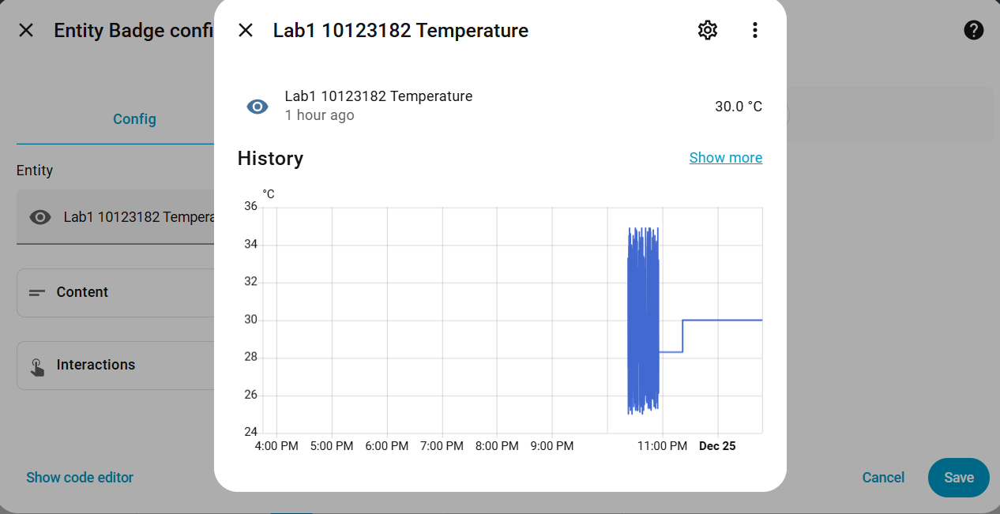 Entity Badge confi
Lab1 10123182 Temperature
Lab1 10123182 Temperature
1 hour ago
30.0 °C
Config
History
Show more
Entity
Lab1 10123182 Tempera
°C
36
34
32
30
28
26
24
4:00 PM 5:00 PM 6:00 PM 7:00 PM 8:00 PM 9:00 PM 11:00 PM Dec 25
Content
Interactions
Show code editor
Cancel
Save